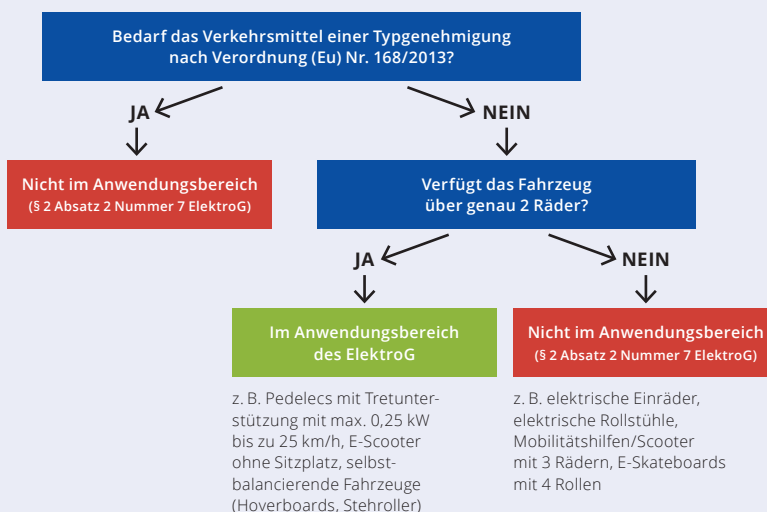 Bedarf das Verkehrsmittel einer Typgenehmigung
nach Verordnung (Eu) Nr. 168/2013?
JA
NEIN
Nicht im Anwendungsbereich
(§ 2 Absatz 2 Nummer 7 ElektroG)
Verfügt das Fahrzeug
über genau 2 Räder?
JA
NEIN
Im Anwendungsbereich
des ElektroG
z. B. Pedelecs mit Tretunter-
stützung mit max. 0,25 kW
bis zu 25 km/h, E-Scooter
ohne Sitzplatz, selbst-
balancierende Fahrzeuge
(Hoverboards, Stehroller)
Nicht im Anwendungsbereich
(§ 2 Absatz 2 Nummer 7 ElektroG)
z. B. elektrische Einräder,
elektrische Rollstühle,
Mobilitätshilfen/Scooter
mit 3 Rädern, E-Skateboards
mit 4 Rollen